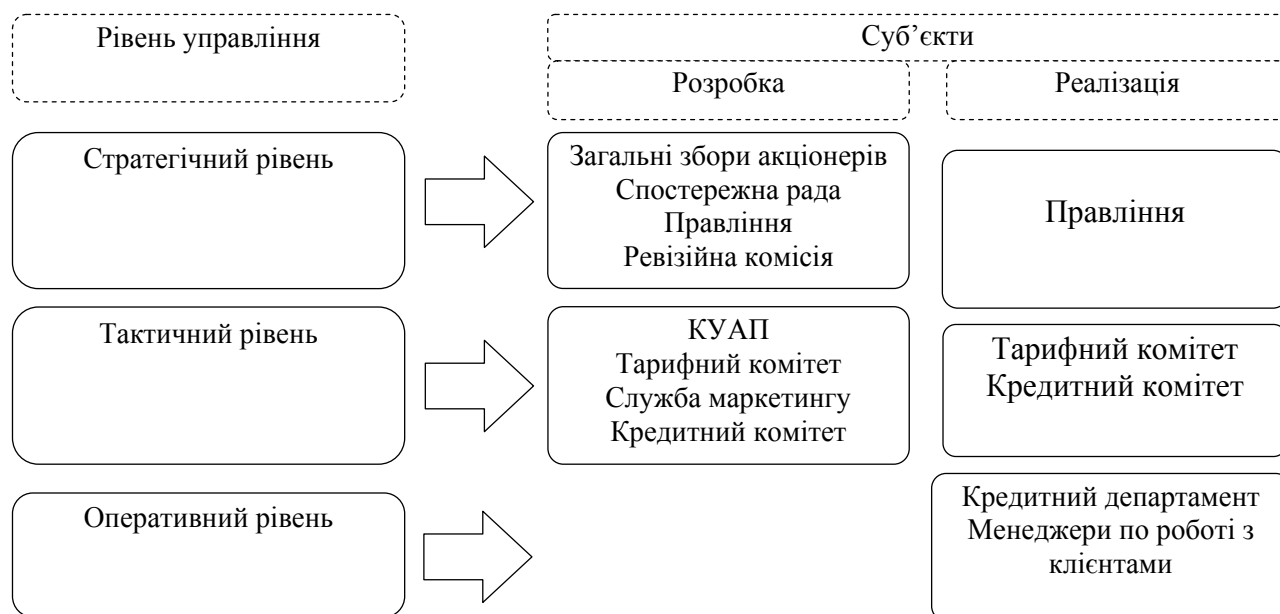 Рівень управління
Суб’єкти
Розробка
Реалізація
Стратегічний рівень
Загальні збори акціонерів
Спостережна рада
Правління
Ревізійна комісія
Правління
Тактичний рівень
КУАП
Тарифний комітет
Служба маркетингу
Кредитний комітет
Тарифний комітет
Кредитний комітет
Оперативний рівень
Кредитний департамент
Менеджери по роботі з
клієнтами